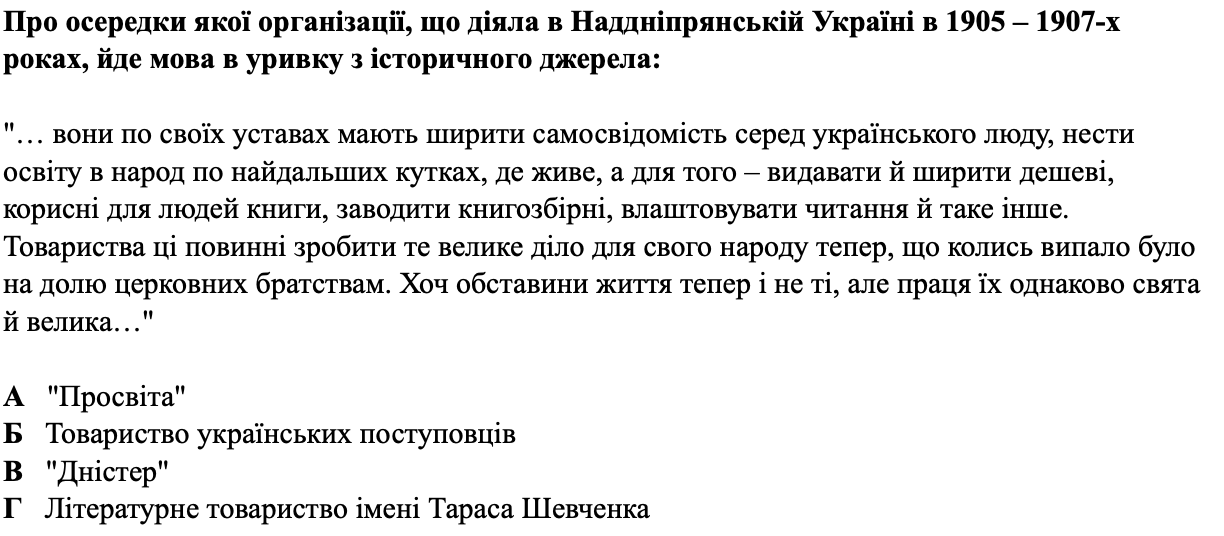 Про осередки якої організації, що діяла в Наддніпрянській Україні в 1905 – 1907-х
роках, йде мова в уривку з історичного джерела:
"… вони по своїх уставах мають ширити самосвідомість серед українського люду, нести
освіту в народ по найдальших кутках, де живе, а для того – видавати й ширити дешеві,
корисні для людей книги, заводити книгозбірні, влаштовувати читання й таке інше.
Товариства ці повинні зробити те велике діло для свого народу тепер, що колись випало було
на долю церковних братствам. Хоч обставини життя тепер і не ті, але праця їх однаково свята
й велика…"
А "Просвіта"
Б Товариство українських поступовців
В "Дністер"
Г Літературне товариство імені Тараса Шевченка